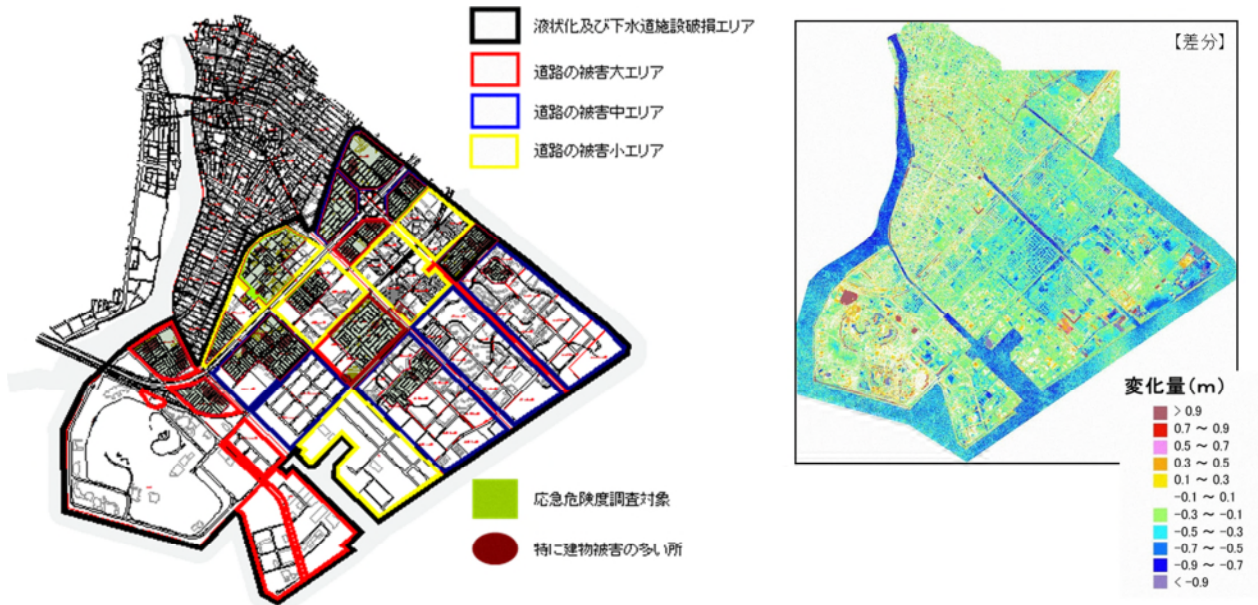 液状化及び下水道施設破損エリア
道路の被害大エリア
道路の被害中エリア
道路の被害小エリア
応急危険度調査対象
特に建物被害の多い所
【差分】
変化量(m)
> 0.9
0.7 ～ 0.9
0.5 ～ 0.7
0.3 ～ 0.5
0.1 ～ 0.3
-0.1 ～ 0.1
-0.3 ～ -0.1
-0.5 ～ -0.3
-0.7 ～ -0.5
-0.9 ～ -0.7
< -0.9